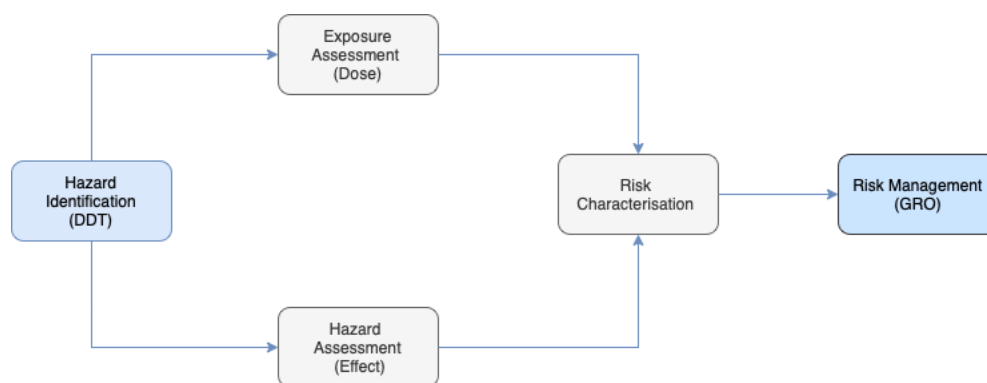 Exposure
Assessment
(Dose)
Hazard
Identification
(DDT)
Risk
Characterisation
Risk Management
(GRO)
Hazard
Assessment
(Effect)